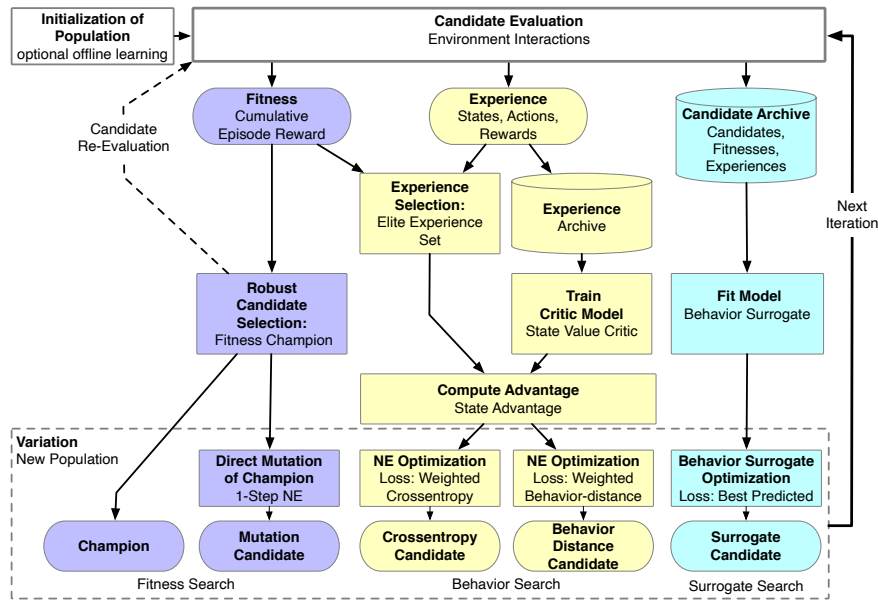 Initialization of
Population
optional offline learning
Candidate Evaluation
Environment Interactions
Fitness
Cumulative
Episode Reward
Experience
States, Actions,
Rewards
Candidate Archive
Candidates,
Fitnesses,
Experiences
Candidate
Re-Evaluation
Experience
Selection:
Elite Experience
Set
Experience
Archive
Next
Iteration
Robust
Candidate
Selection:
Fitness Champion
Train
Critic Model
State Value Critic
Fit Model
Behavior Surrogate
Compute Advantage
State Advantage
Variation
New Population
Direct Mutation
of Champion
1-Step NE
NE Optimization
Loss: Weighted
Crossentropy
NE Optimization
Loss: Weighted
Behavior-distance
Behavior Surrogate
Optimization
Loss: Best Predicted
Champion
Mutation
Candidate
Crossentropy
Candidate
Behavior
Distance
Candidate
Surrogate
Candidate
Fitness Search
Behavior Search
Surrogate Search